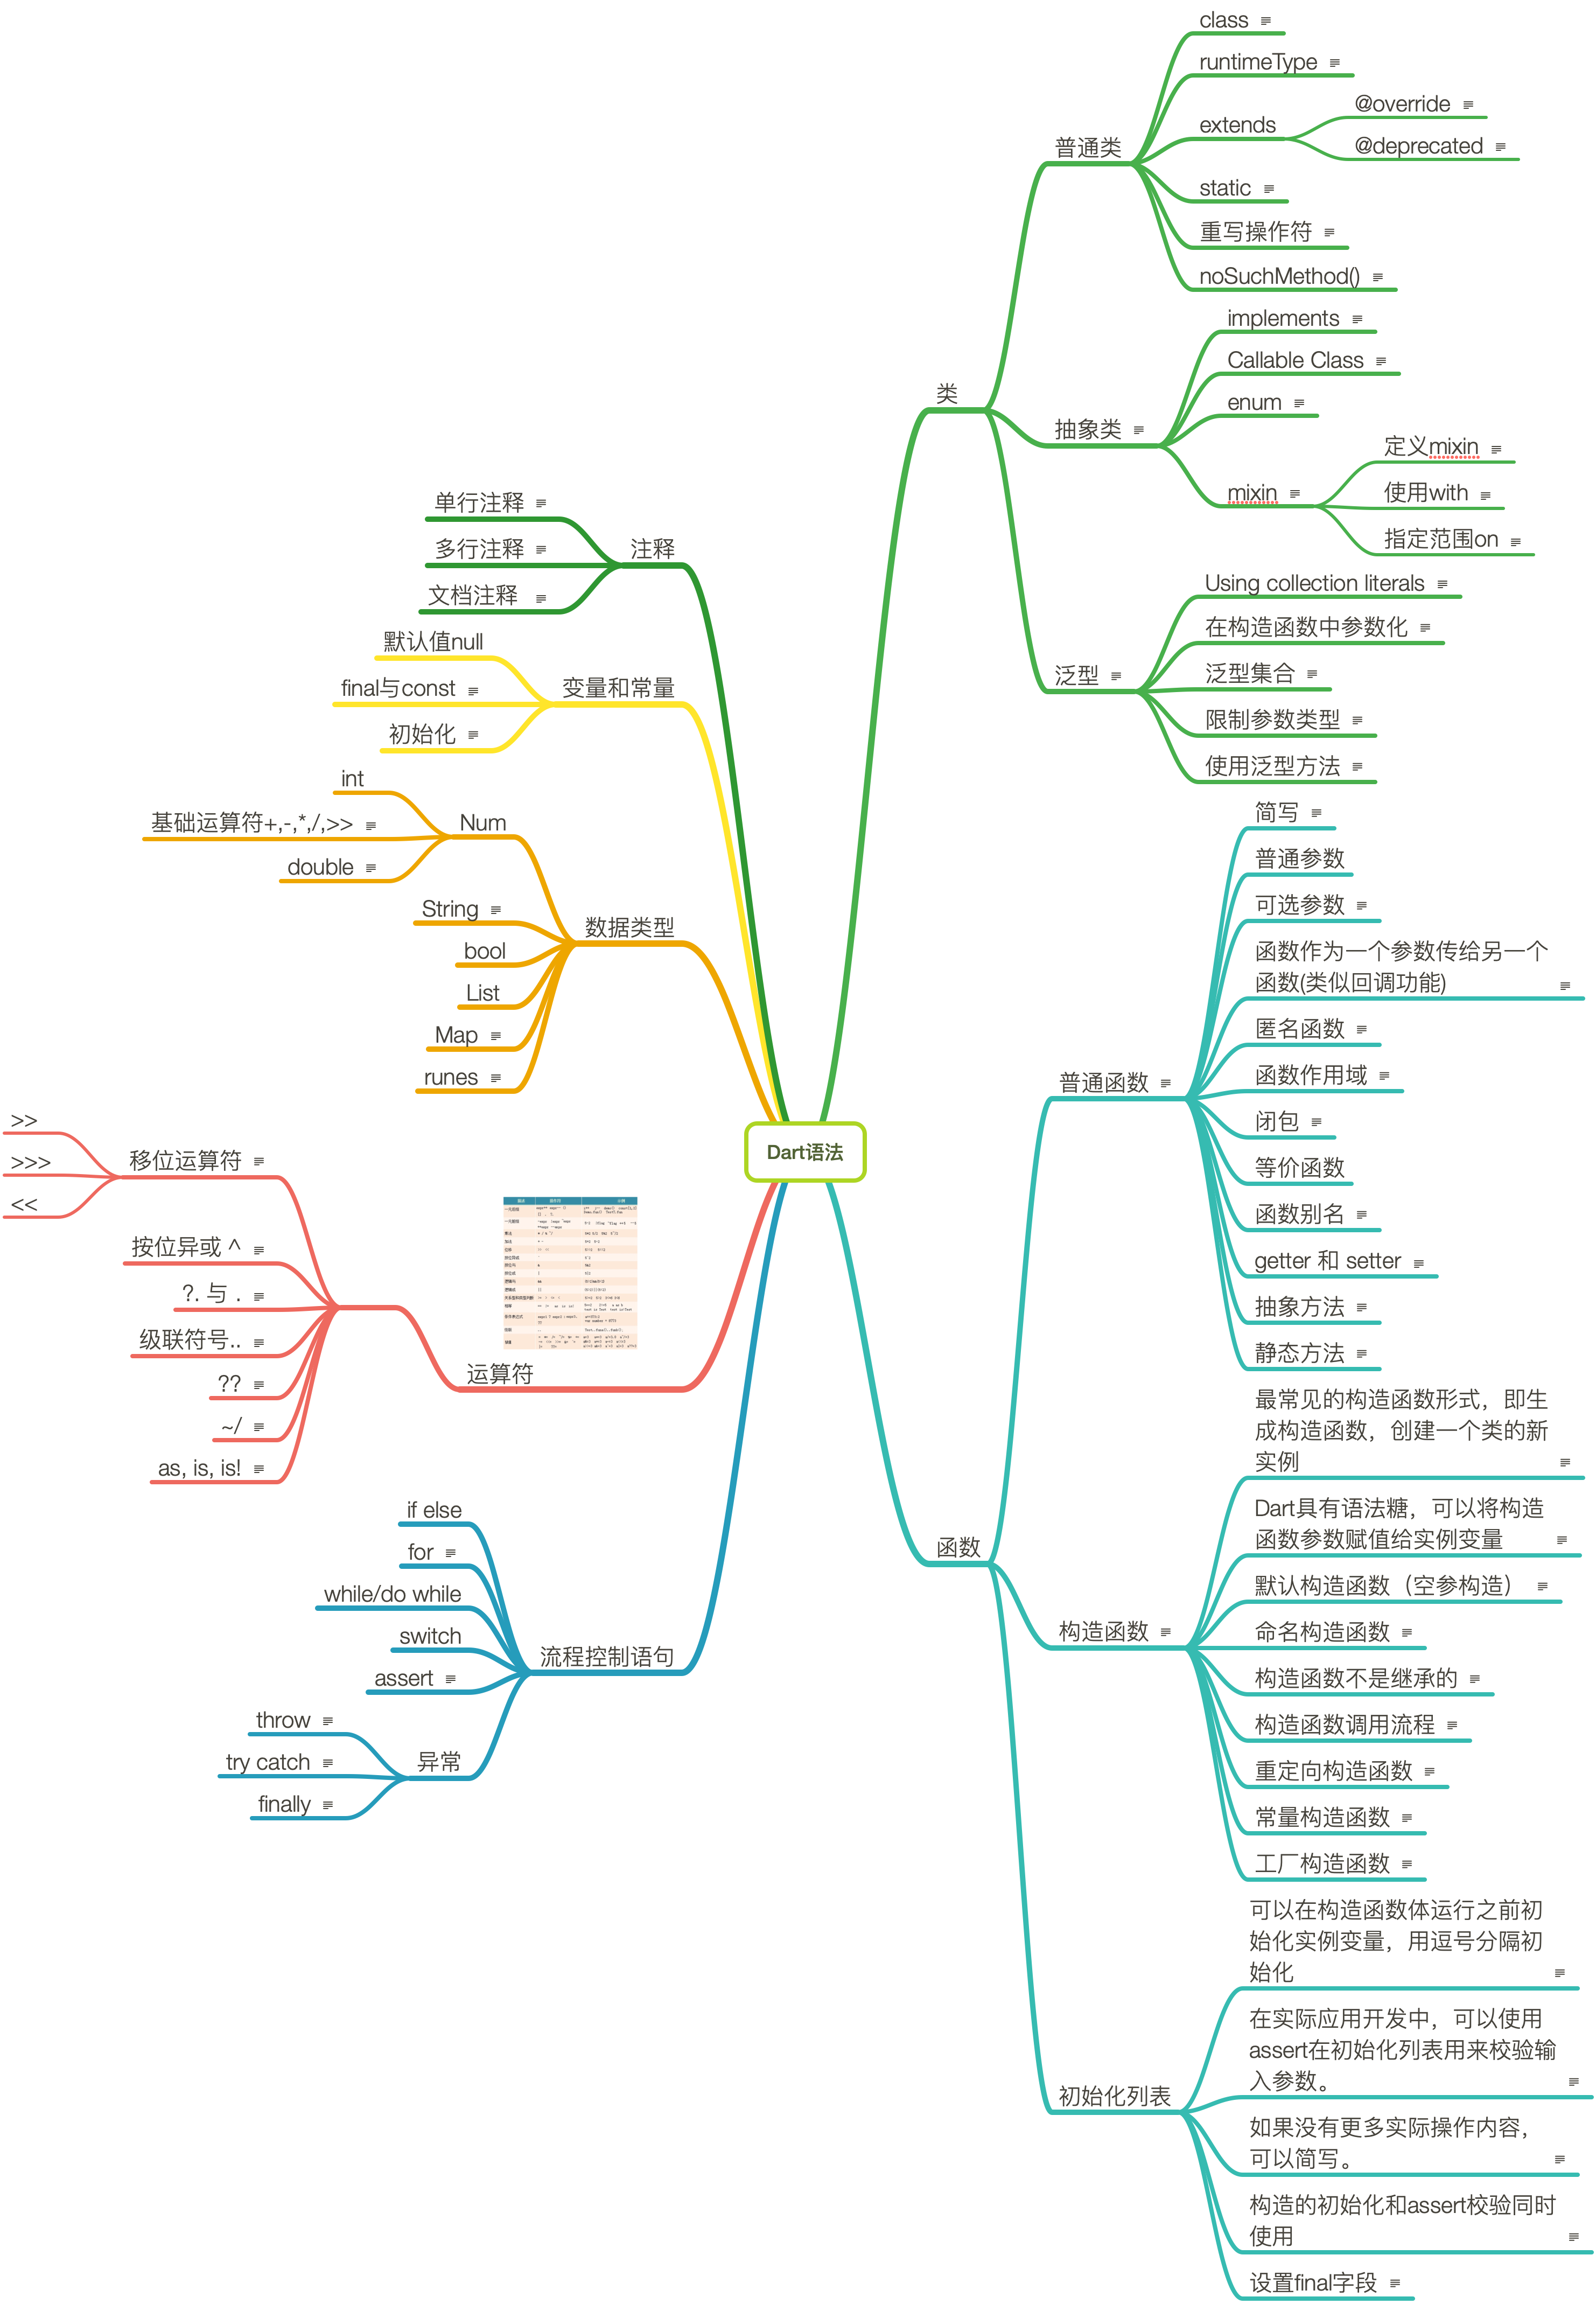 Dart语法
类
普通类
class
runtimeType
extends
@override
@deprecated
static
重写操作符
noSuchMethod()
抽象类
implements
Callable Class
enum
mixin
定义mixin
使用with
指定范围on
泛型
Using collection literals
在构造函数中参数化
泛型集合
限制参数类型
使用泛型方法
函数
普通函数
简写
普通参数
可选参数
函数作为一个参数传给另一个
函数(类似回调功能)
匿名函数
函数作用域
闭包
等价函数
函数别名
getter 和 setter
抽象方法
静态方法
构造函数
最常见的构造函数形式，即生
成构造函数，创建一个类的新
实例
Dart具有语法糖，可以将构造
函数参数赋值给实例变量
默认构造函数（空参构造）
命名构造函数
构造函数不是继承的
构造函数调用流程
重定向构造函数
常量构造函数
工厂构造函数
初始化列表
可以在构造函数体运行之前初
始化实例变量，用逗号分隔初
始化
在实际应用开发中，可以使用
assert在初始化列表用来校验输
入参数。
如果没有更多实际操作内容，
可以简写。
构造的初始化和assert校验同时
使用
设置final字段
注释
单行注释
多行注释
文档注释
变量和常量
默认值null
final与const
初始化
数据类型
Num
int
基础运算符+,-,*,/,>>
double
String
bool
List
Map
runes
运算符
移位运算符
>>
>>>
<<
按位异或 ^
?. 与 .
级联符号..
??
~/
as, is, is!
流程控制语句
if else
for
while/do while
switch
assert
异常
throw
try catch
finally